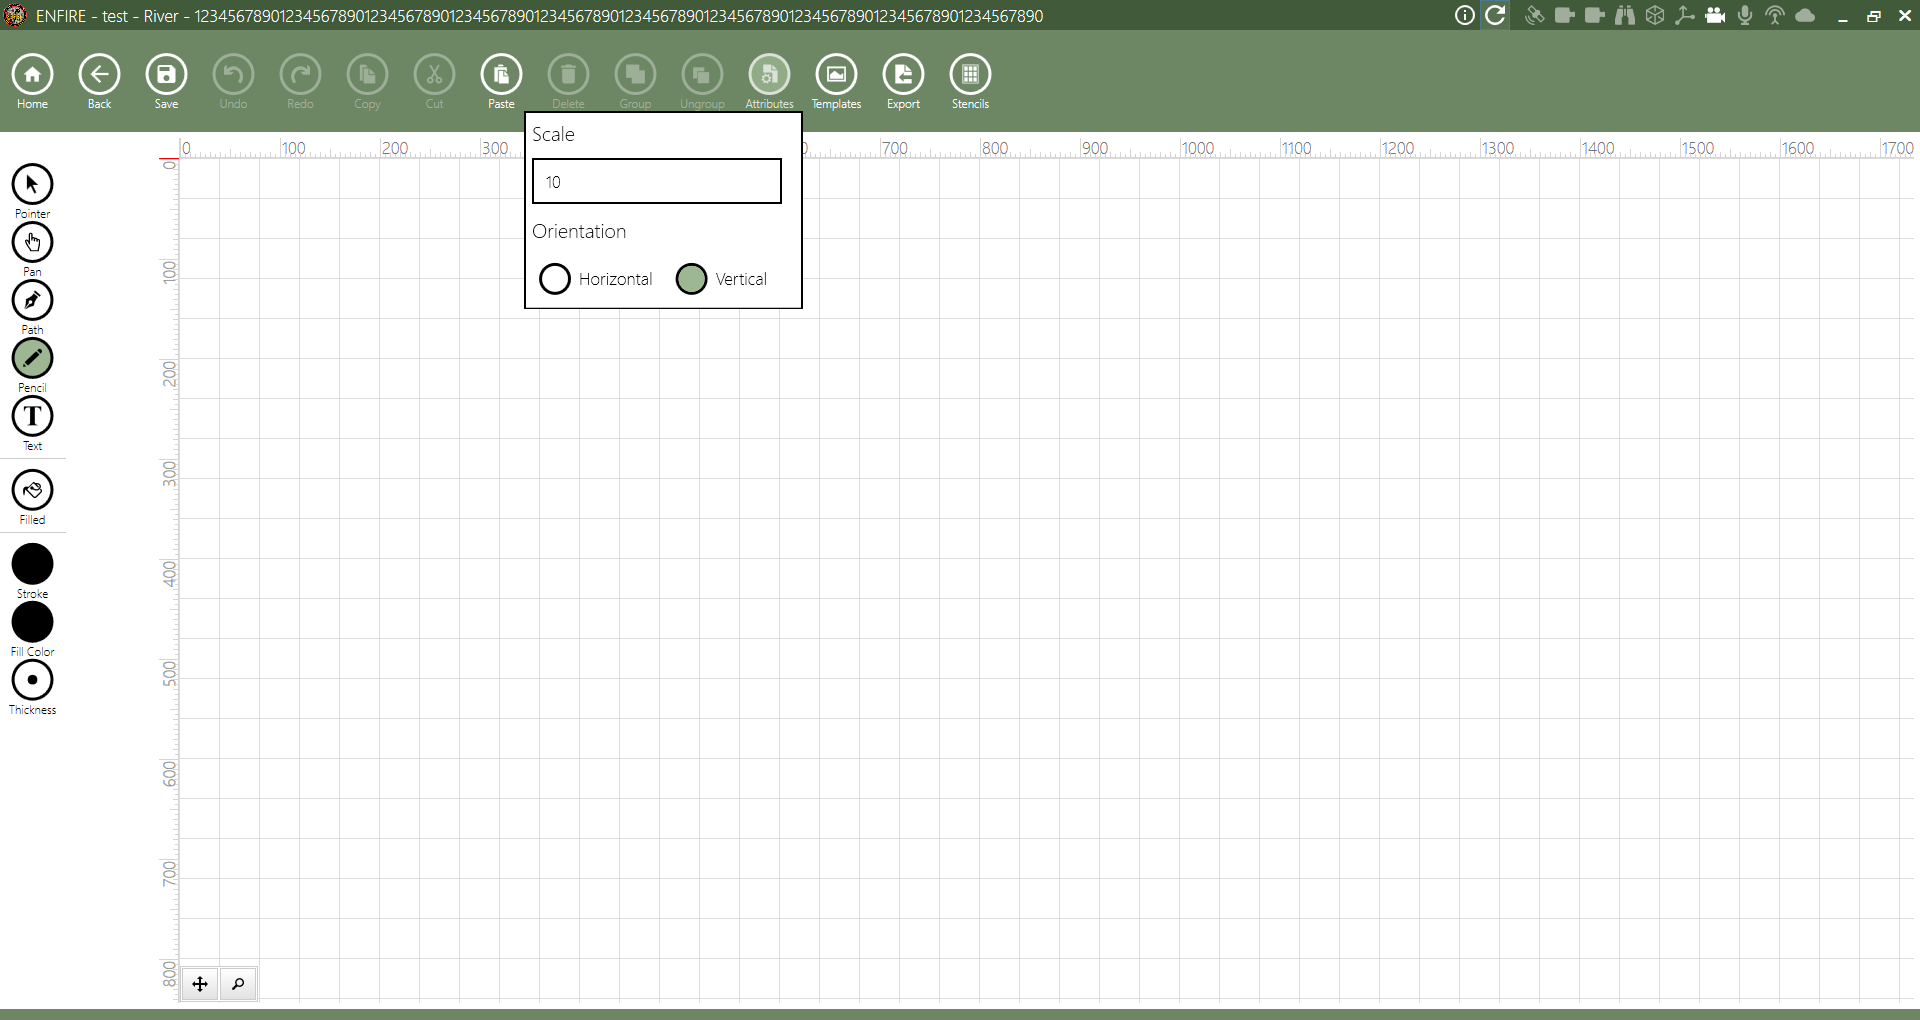 ENFIRE - test - River - 1234567890123456789012345678901234567890123456789012345678901234567890123456789012345678901234567890
Home Back Save Undo Redo Copy Cut Paste Delete Group Ungroup Attributes Templates Export Stencils
Scale
10
Orientation
Horizontal Vertical
0 100 200 300 700 800 900 1000 1100 1200 1300 1400 1500 1600 1700
0
100
200
300
400
500
600
700
800
Pointer
Pan
Path
Pencil
T
Text
Filled
Stroke
Fill Color
Thickness